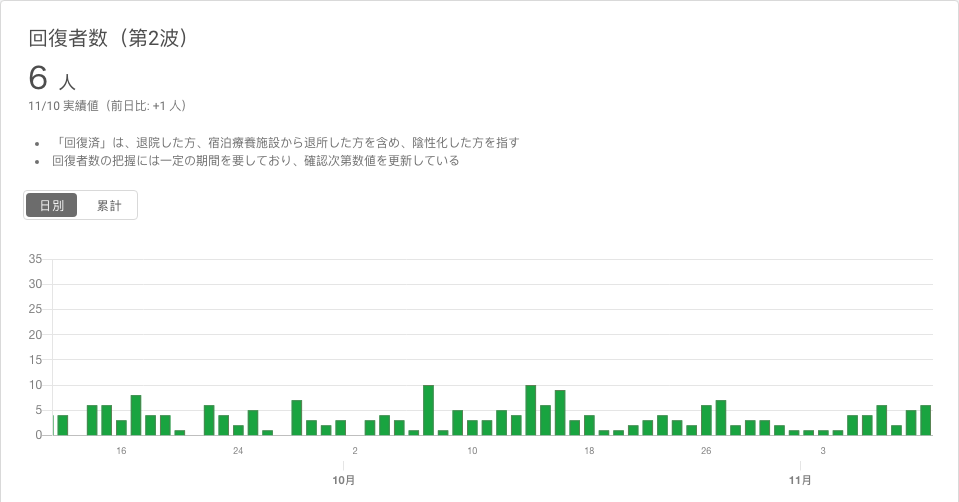 回復者数（第2波）
6 人
11/10 実績値（前日比: +1 人）
• 「回復済」は、退院した方、宿泊療養施設から退所した方を含め、陰性化した方を指す
• 回復者数の把握には一定の期間を要しており、確認次第数値を更新している
日別 累計
35
30
25
20
15
10
5
0
16 24 2 10 18 26 3
10月 11月